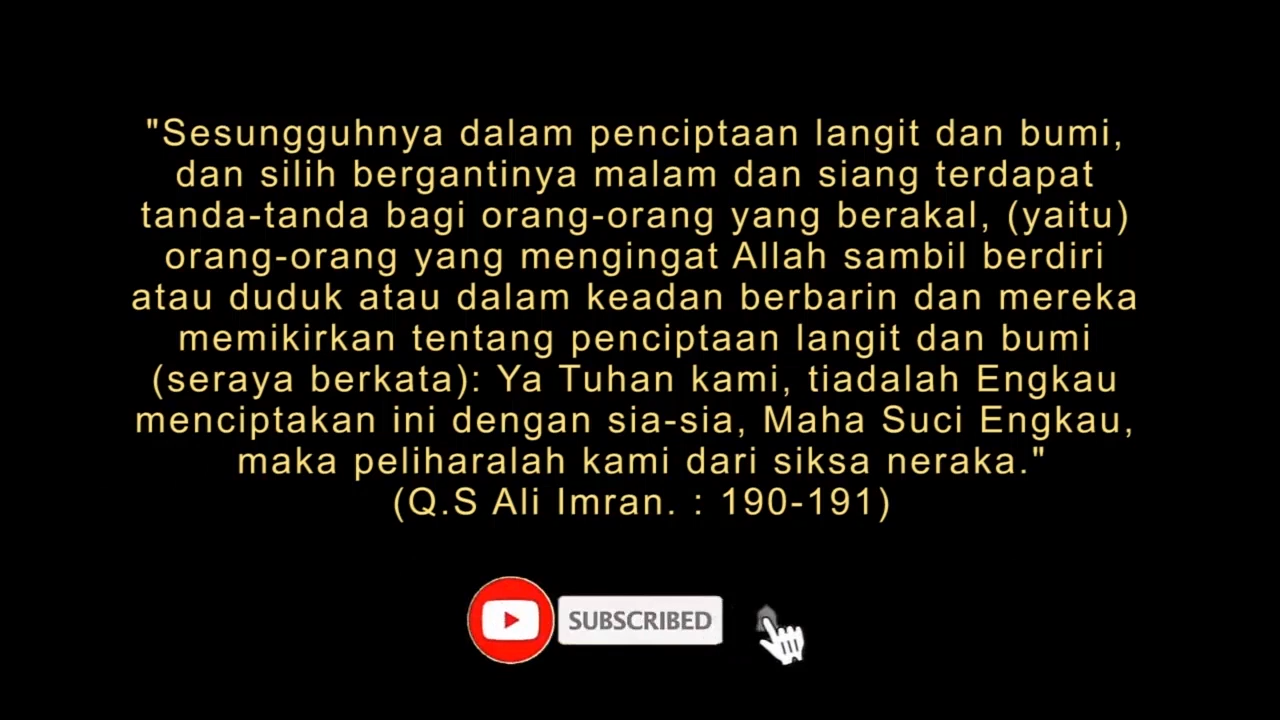 "Sesungguhnya dalam penciptaan langit dan bumi,
dan silih bergantinya malam dan siang terdapat
tanda-tanda bagi orang-orang yang berakal, (yaitu)
orang-orang yang mengingat Allah sambil berdiri
atau duduk atau dalam keadan berbarin dan mereka
memikirkan tentang penciptaan langit dan bumi
(seraya berkata): Ya Tuhan kami, tiadalah Engkau
menciptakan ini dengan sia-sia, Maha Suci Engkau,
maka peliharalah kami dari siksa neraka."
(Q.S Ali Imran. : 190-191)
SUBSCRIBED